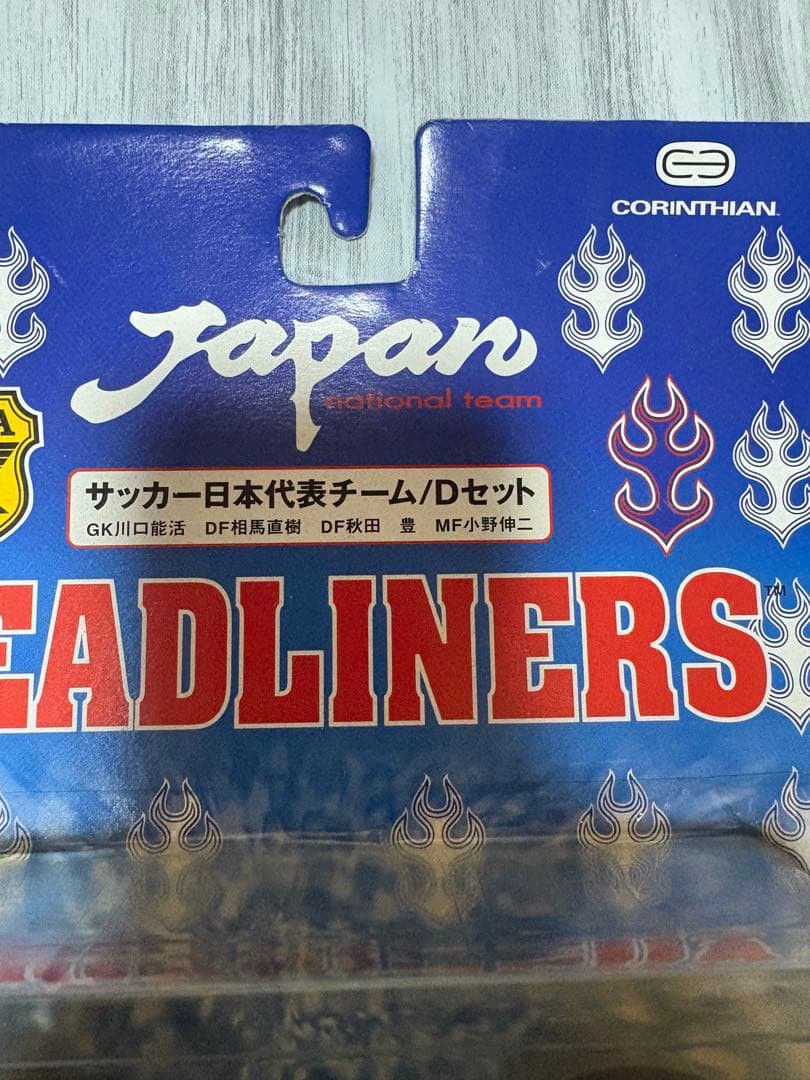 CORINTHIAN
Japan
national team
サッカー日本代表チーム/Dセット
GK川口能活 DF相馬直樹 DF秋田 豊 MF小野伸二
EADLINERS™
A